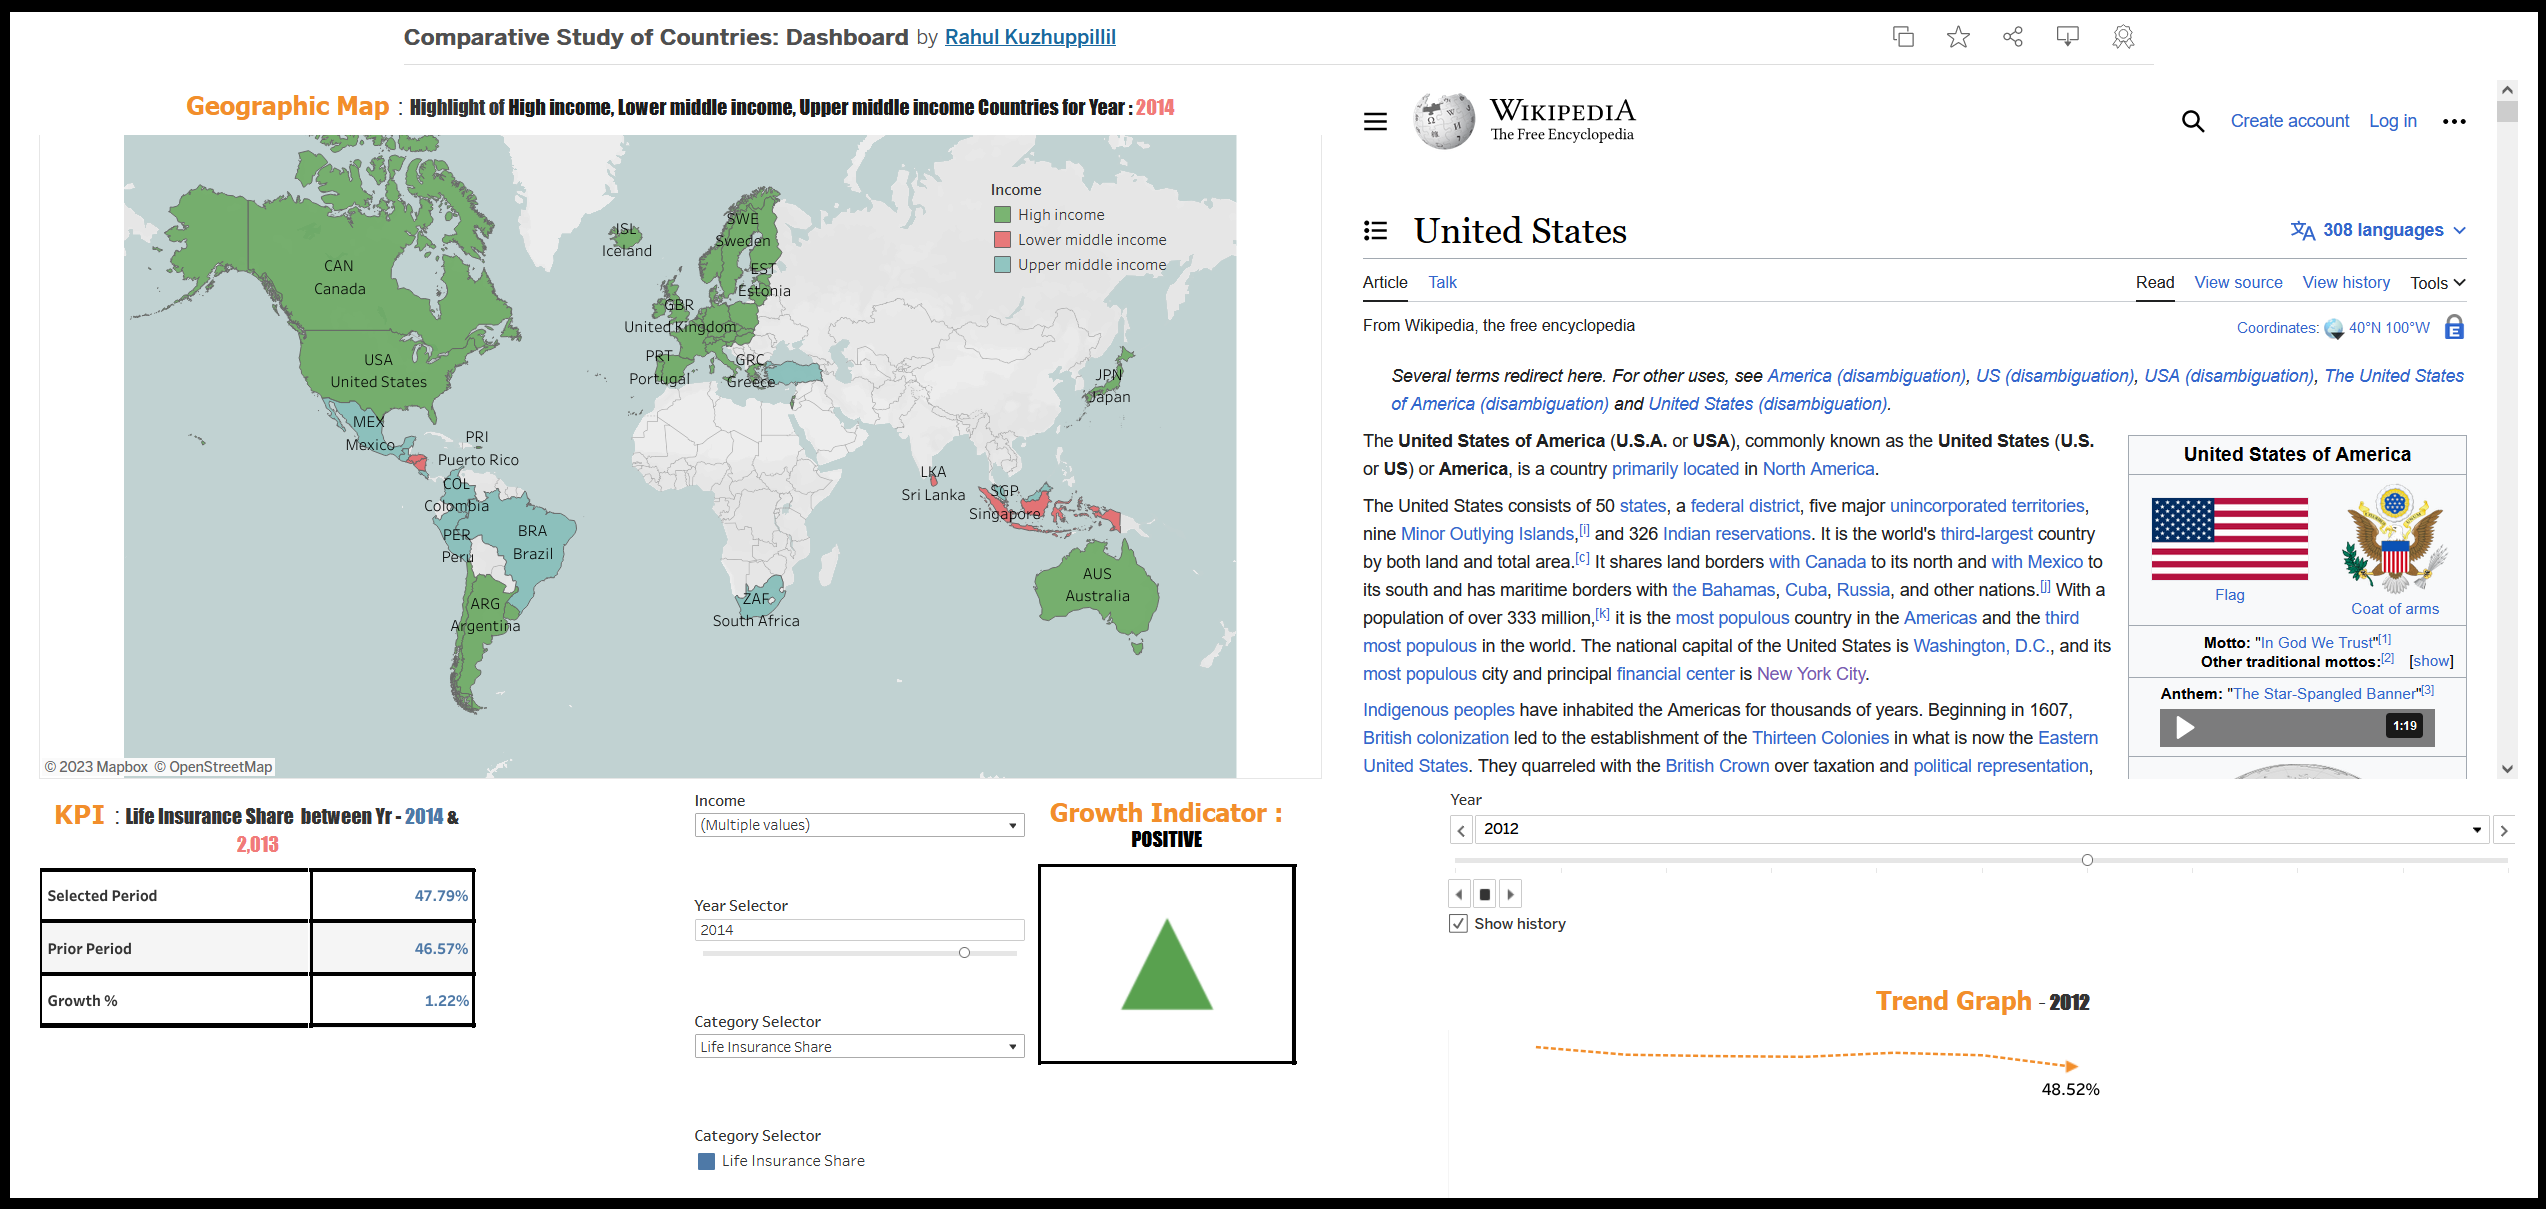 Comparative Study of Countries: Dashboard by Rahul Kuzhuppillil
Geographic Map : Highlight of High income, Lower middle income, Upper middle income Countries for Year : 2014
Income
High income
Lower middle income
Upper middle income
CAN
Canada
USA
United States
MEX
Mexico
PRI
Puerto Rico
COL
Colombia
PER
Peru
BRA
Brazil
ARG
Argentina
ISL
Iceland
SWE
Sweden
EST
Estonia
GBR
United Kingdom
PRT
Portugal
GRC
Greece
ZAF
South Africa
LKA
Sri Lanka
SGP
Singapore
JPN
Japan
AUS
Australia
© 2023 Mapbox © OpenStreetMap
WIKIPEDIA
The Free Encyclopedia
Create account
Log in
United States
308 languages
Article
Talk
Read
View source
View history
Tools
From Wikipedia, the free encyclopedia
Coordinates: 40°N 100°W
E
Several terms redirect here. For other uses, see America (disambiguation), US (disambiguation), USA (disambiguation), The United States
of America (disambiguation) and United States (disambiguation).
The United States of America (U.S.A. or USA), commonly known as the United States (U.S.
or US) or America, is a country primarily located in North America.
The United States consists of 50 states, a federal district, five major unincorporated territories,
nine Minor Outlying Islands,[i] and 326 Indian reservations. It is the world's third-largest country
by both land and total area.[c] It shares land borders with Canada to its north and with Mexico to
its south and has maritime borders with the Bahamas, Cuba, Russia, and other nations.[j] With a
population of over 333 million,[k] it is the most populous country in the Americas and the third
most populous in the world. The national capital of the United States is Washington, D.C., and its
most populous city and principal financial center is New York City.
Indigenous peoples have inhabited the Americas for thousands of years. Beginning in 1607,
British colonization led to the establishment of the Thirteen Colonies in what is now the Eastern
United States. They quarreled with the British Crown over taxation and political representation,
United States of America
Flag
Coat of arms
Motto: "In God We Trust"[1]
Other traditional mottos:[2] [show]
Anthem: "The Star-Spangled Banner"[3]
1:19
KPI : Life Insurance Share between Yr - 2014 &
2,013
Selected Period 47.79%
Prior Period 46.57%
Growth % 1.22%
Income
(Multiple values)
Year Selector
2014
Category Selector
Life Insurance Share
Category Selector
Life Insurance Share
Growth Indicator :
POSITIVE
Year
2012
Show history
Trend Graph - 2012
48.52%